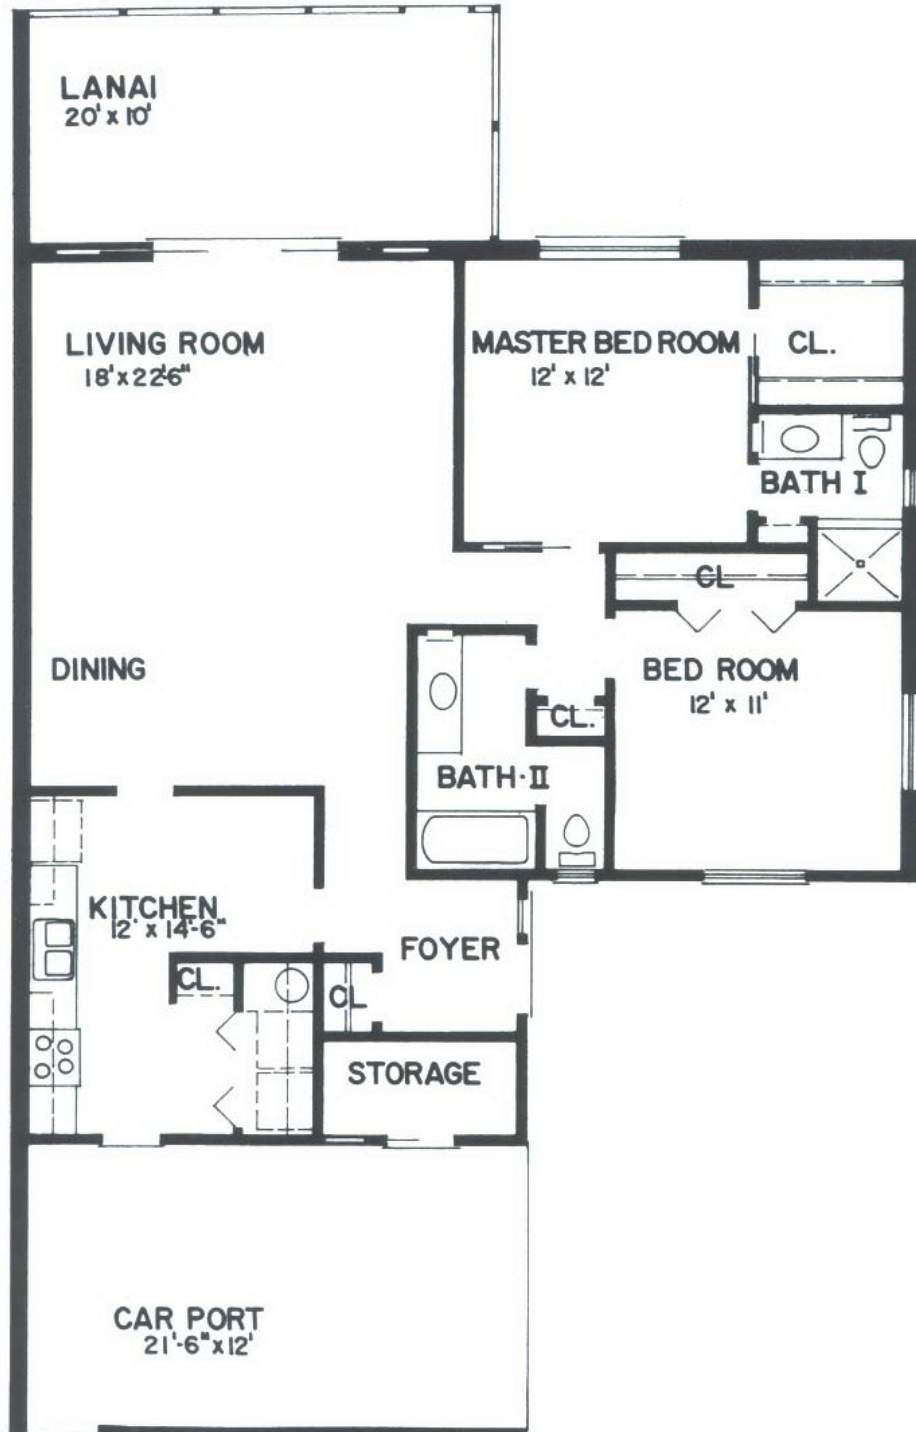 LANAI
20' x 10'
LIVING ROOM
18' x 22'6"
MASTER BED ROOM
12' x 12'
CL.
BATH I
CL
DINING
BED ROOM
12' x 11'
CL.
BATH·II
KITCHEN
12' x 14'-6"
FOYER
CL.
CL
STORAGE
CAR PORT
21'-6" x 12'